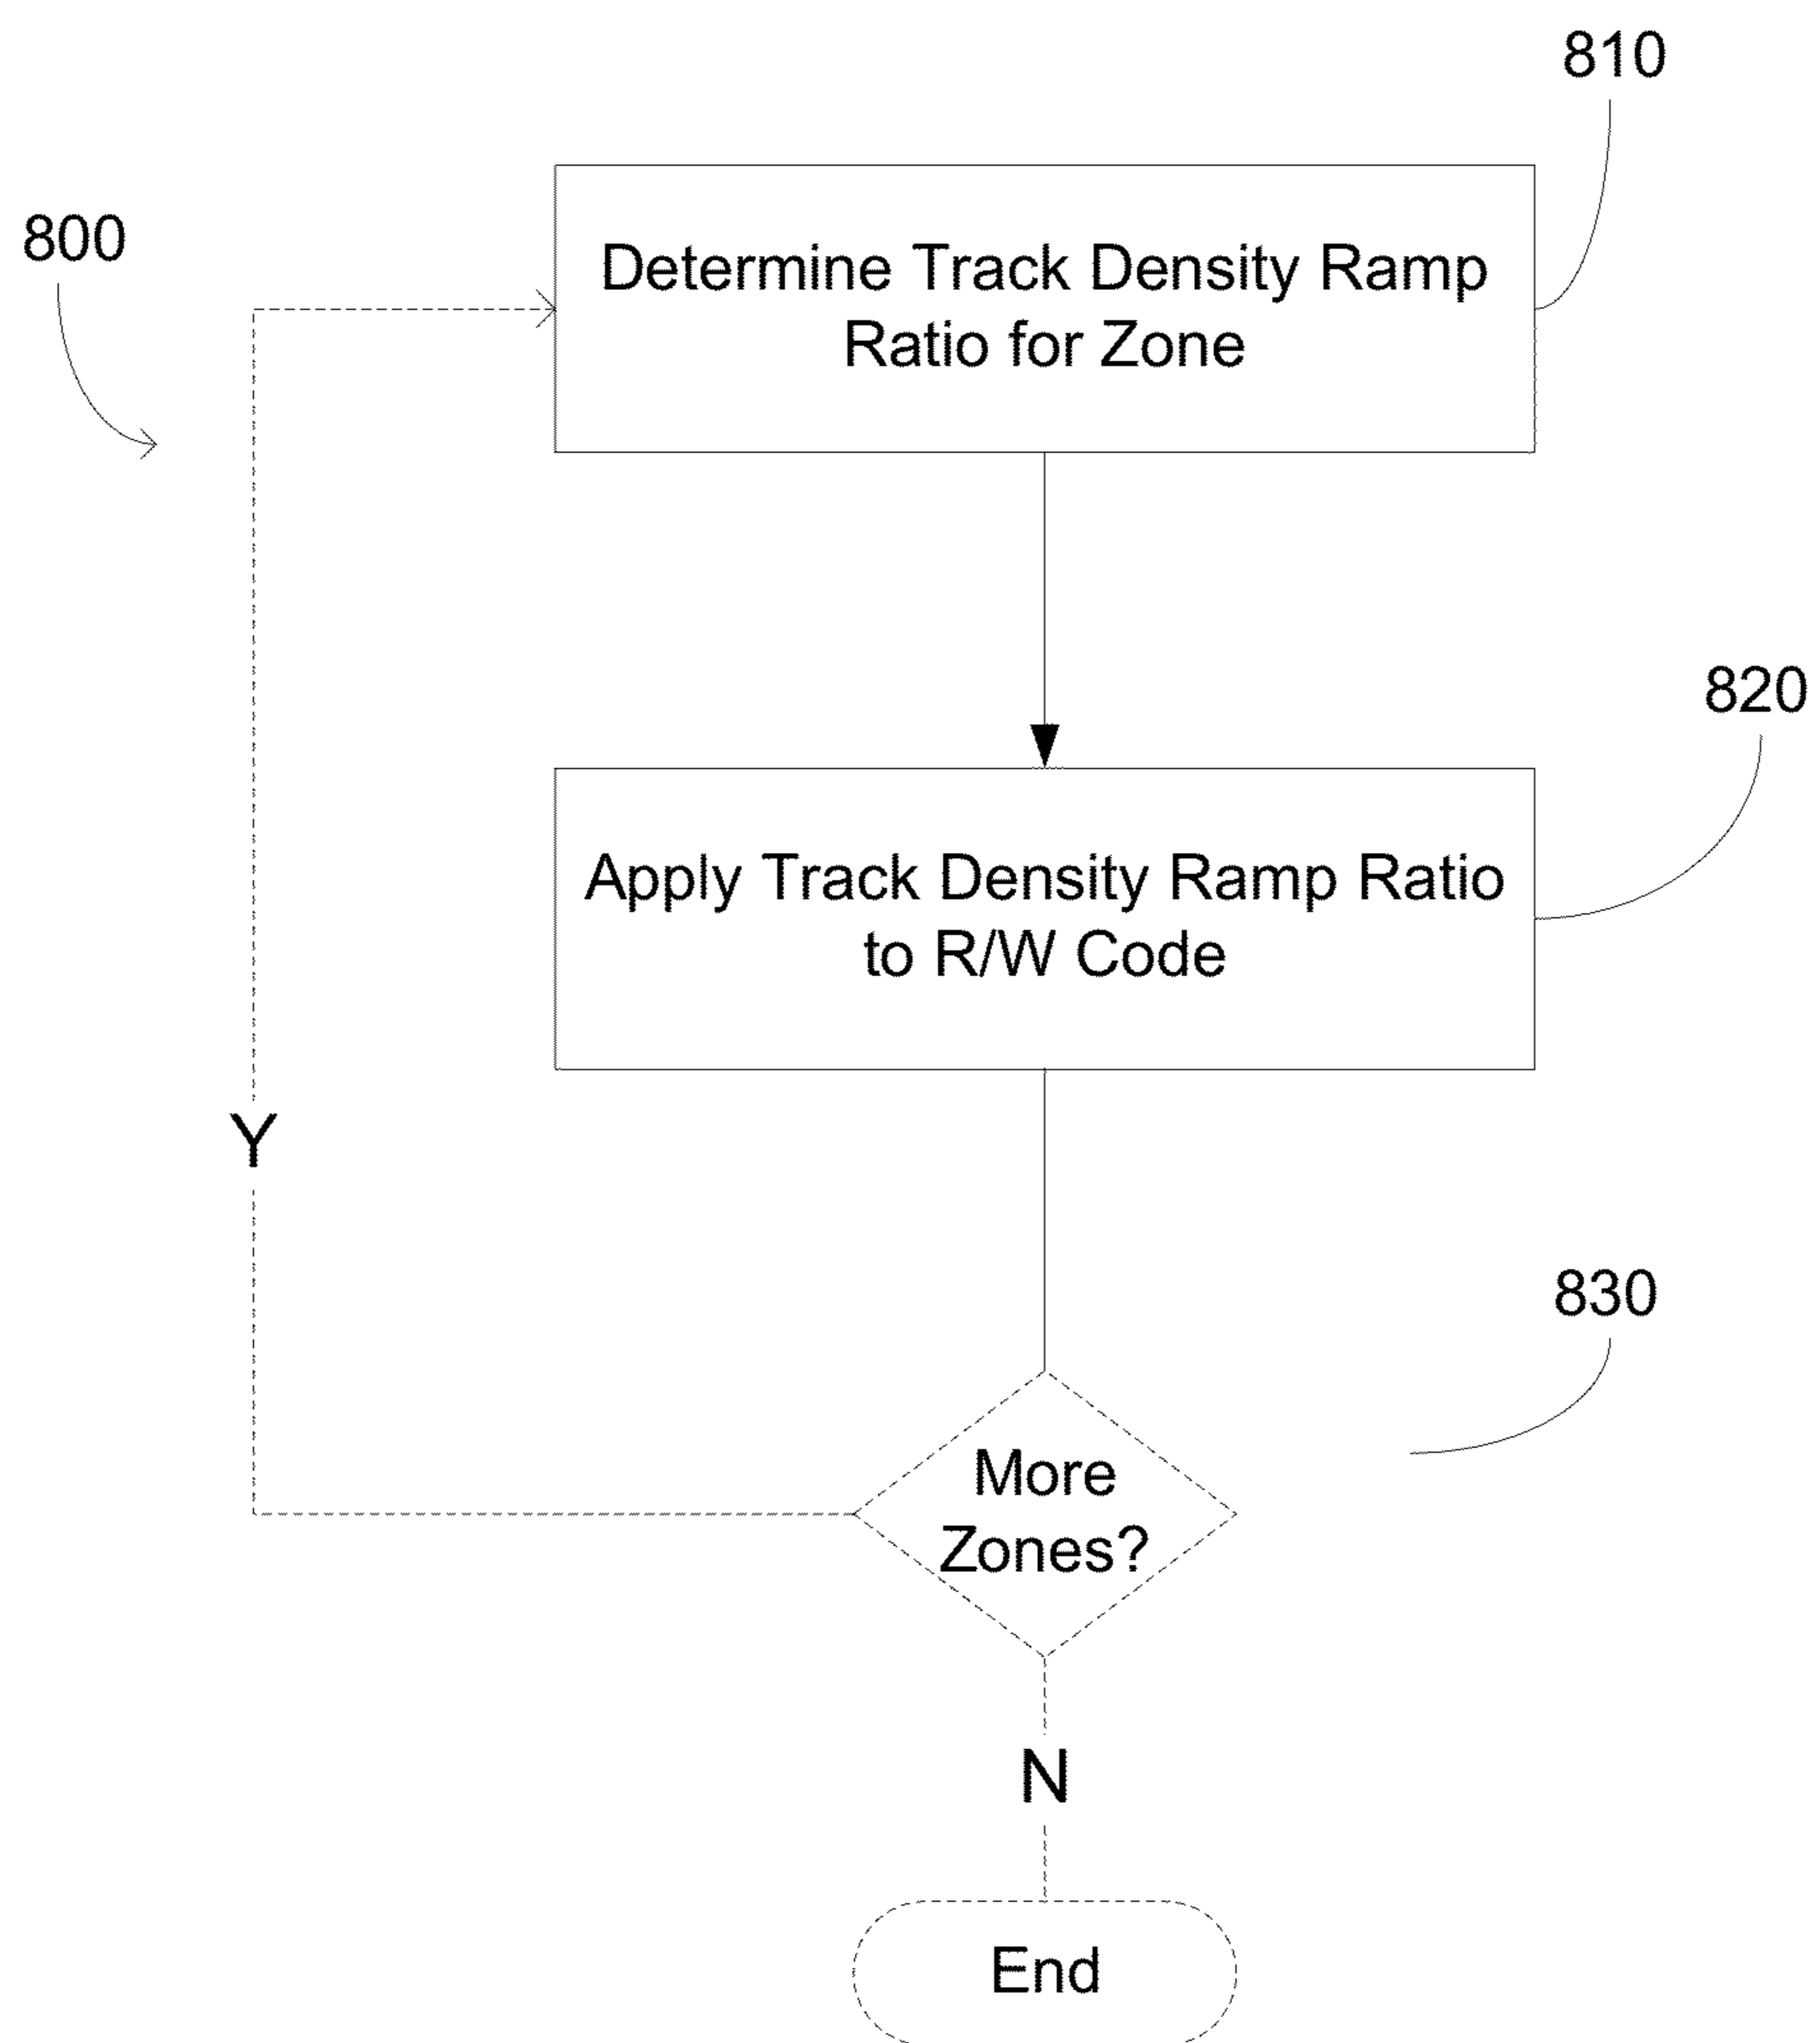 810
800
Determine Track Density Ramp
Ratio for Zone
820
Apply Track Density Ramp Ratio
to R/W Code
Y
830
More
Zones?
N
End